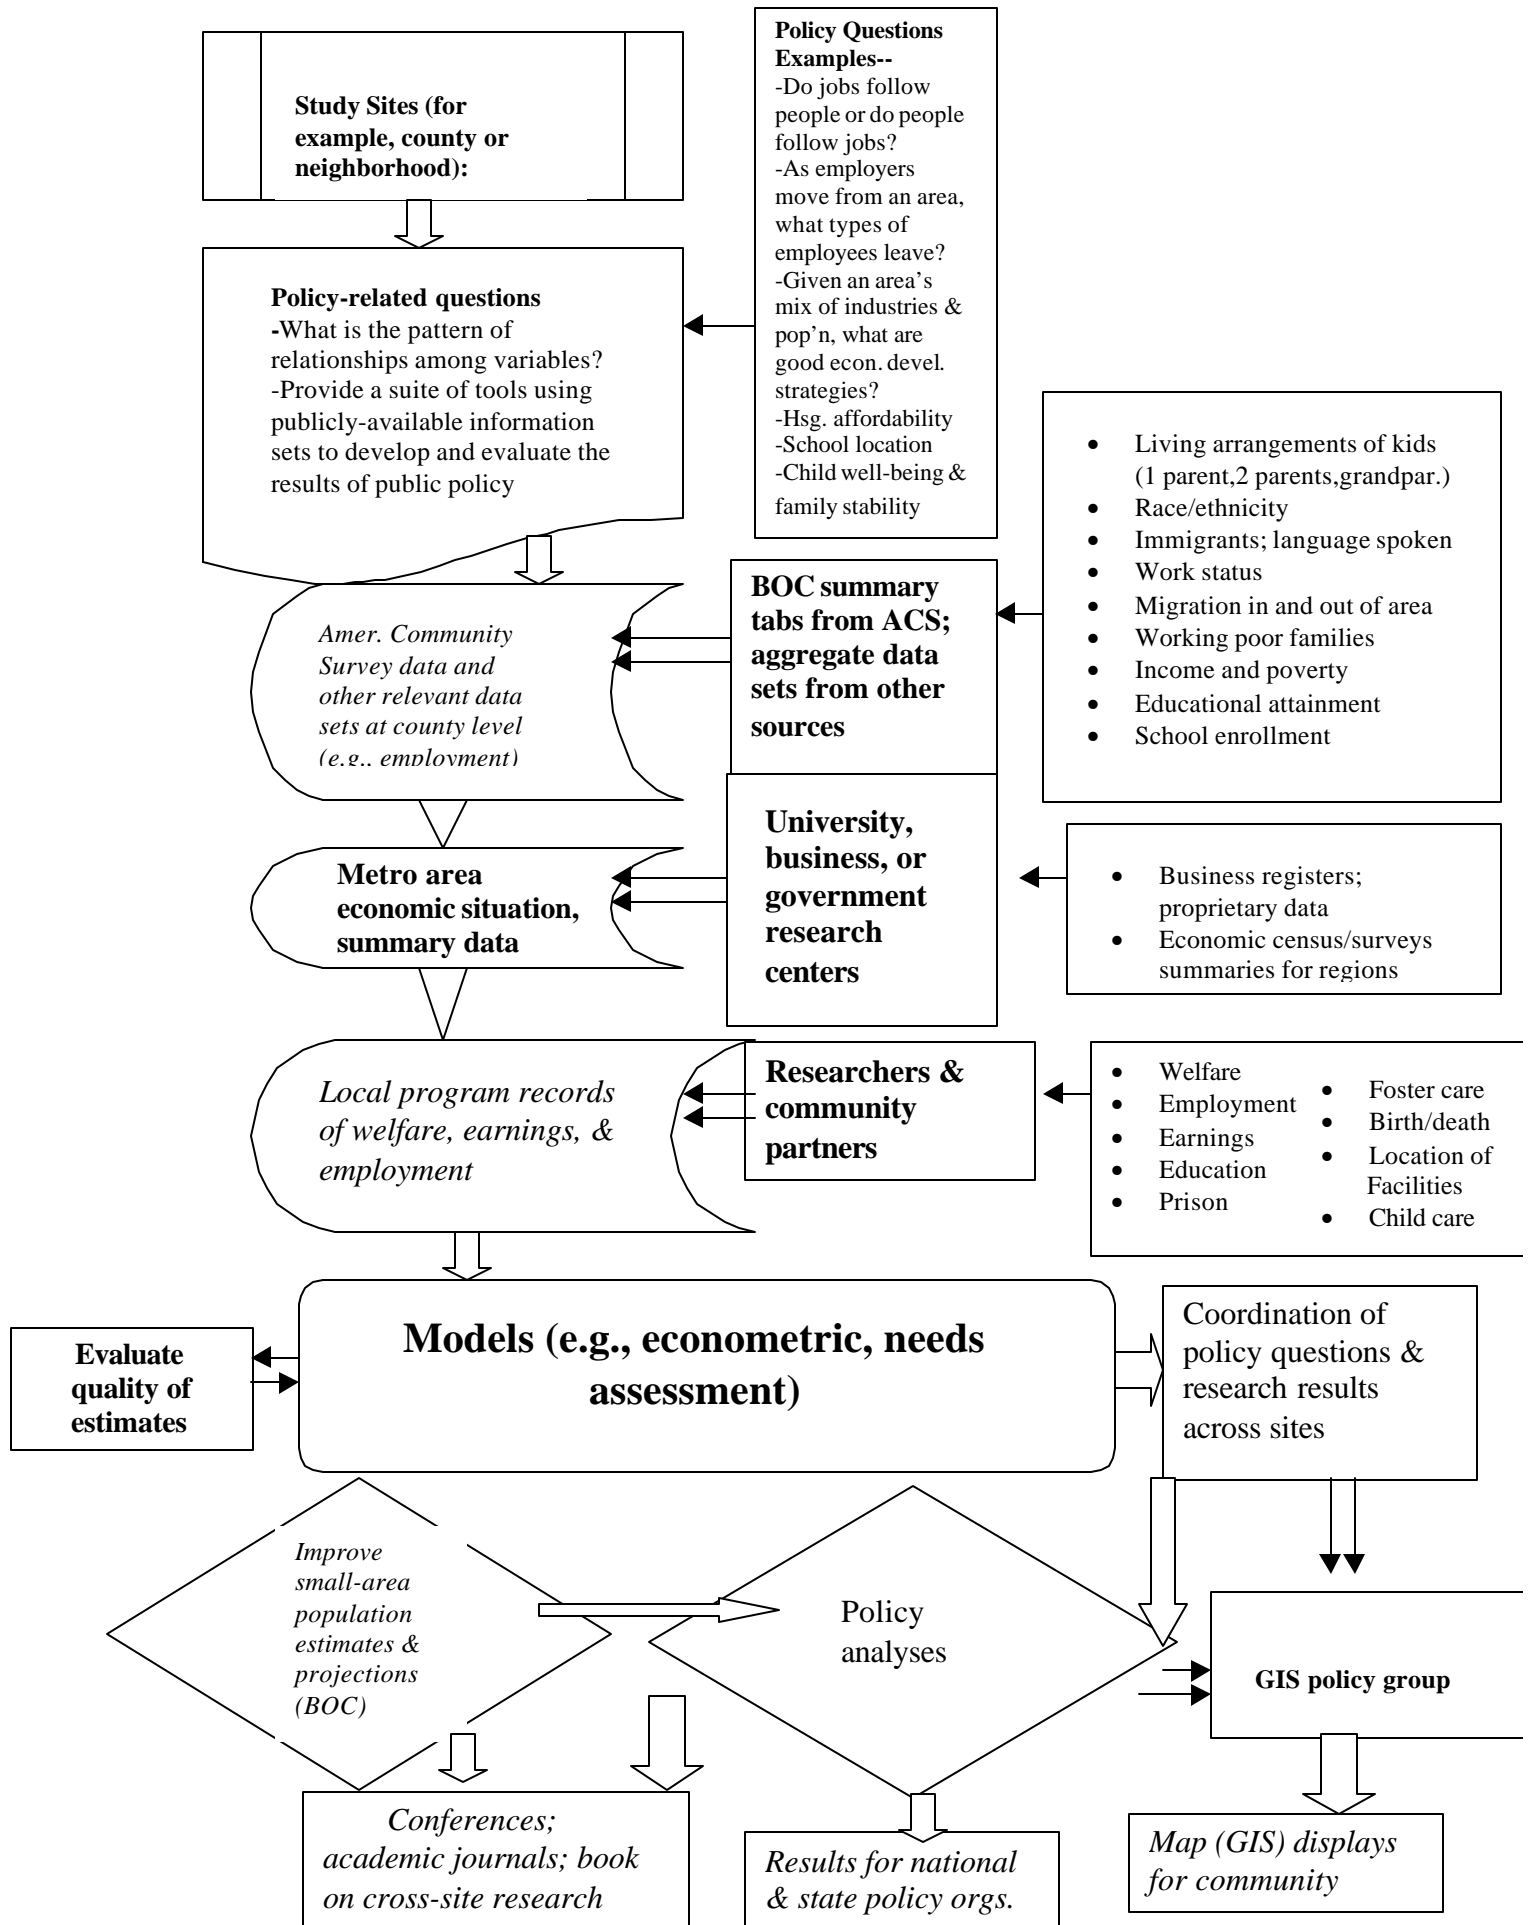 Study Sites (for
example, county or
neighborhood):
Policy Questions
Examples--
-Do jobs follow
people or do people
follow jobs?
-As employers
move from an area,
what types of
employees leave?
-Given an area's
mix of industries &
pop'n, what are
good econ. devel.
strategies?
-Hsg. affordability
-School location
-Child well-being &
family stability
Policy-related questions
-What is the pattern of
relationships among variables?
-Provide a suite of tools using
publicly-available information
sets to develop and evaluate the
results of public policy
• Living arrangements of kids
(1 parent,2 parents,grandpar.)
• Race/ethnicity
• Immigrants; language spoken
• Work status
• Migration in and out of area
• Working poor families
• Income and poverty
• Educational attainment
• School enrollment
Amer. Community
Survey data and
other relevant data
sets at county level
(e.g., employment)
BOC summary
tabs from ACS;
aggregate data
sets from other
sources
Metro area
economic situation,
summary data
University,
business, or
government
research
centers
• Business registers;
proprietary data
• Economic census/surveys
summaries for regions
Local program records
of welfare, earnings, &
employment
Researchers &
community
partners
• Welfare
• Employment
• Earnings
• Education
• Prison
• Foster care
• Birth/death
• Location of
Facilities
• Child care
Evaluate
quality of
estimates
Models (e.g., econometric, needs
assessment)
Coordination of
policy questions &
research results
across sites
Improve
small-area
population
estimates &
projections
(BOC)
Policy
analyses
GIS policy group
Conferences;
academic journals; book
on cross-site research
Results for national
& state policy orgs.
Map (GIS) displays
for community